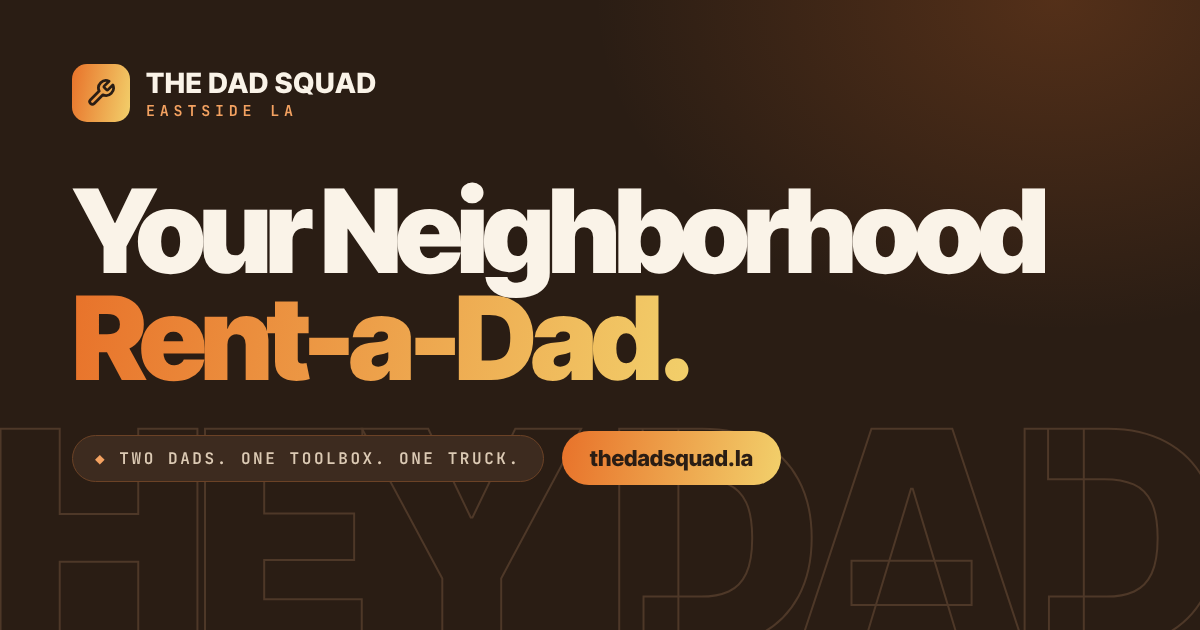 THE DAD SQUAD
EASTSIDE LA
Your Neighborhood
Rent-a-Dad.
◆ TWO DADS. ONE TOOLBOX. ONE TRUCK.
thedadsquad.la
HEY DAD